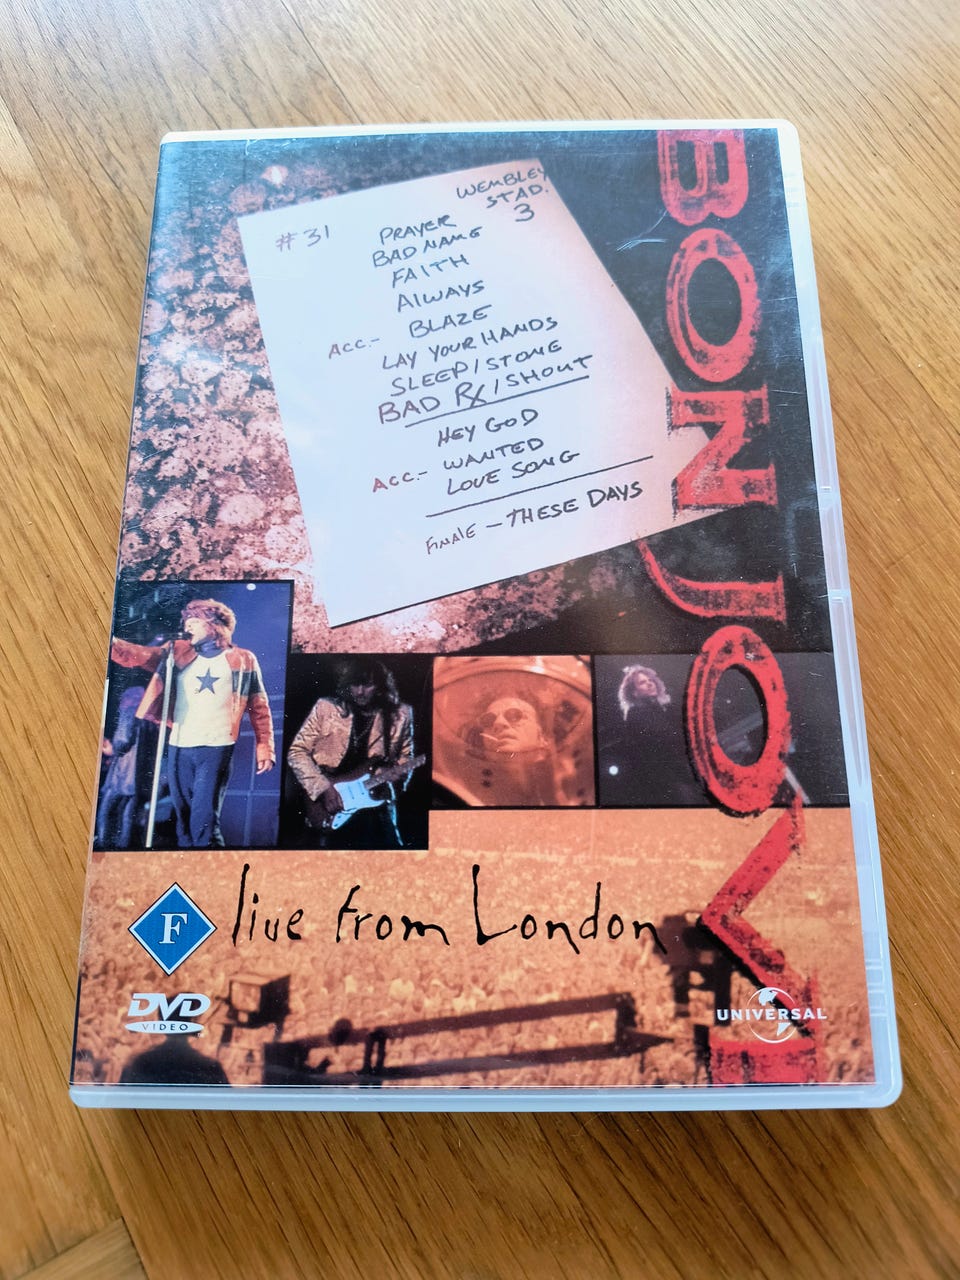 WEMBLEY
STAD.
3
#31
PRAYER
BAD NAME
FAITH
ALWAYS
ACC.- BLAZE
LAY YOUR HANDS
SLEEP/STONE
BAD RX/SHOUT
HEY GOD
ACC.- WANTED
LOVE SONG
FINALE - THESE DAYS
BON JOVI
live from London
F
DVD
VIDEO
UNIVERSAL